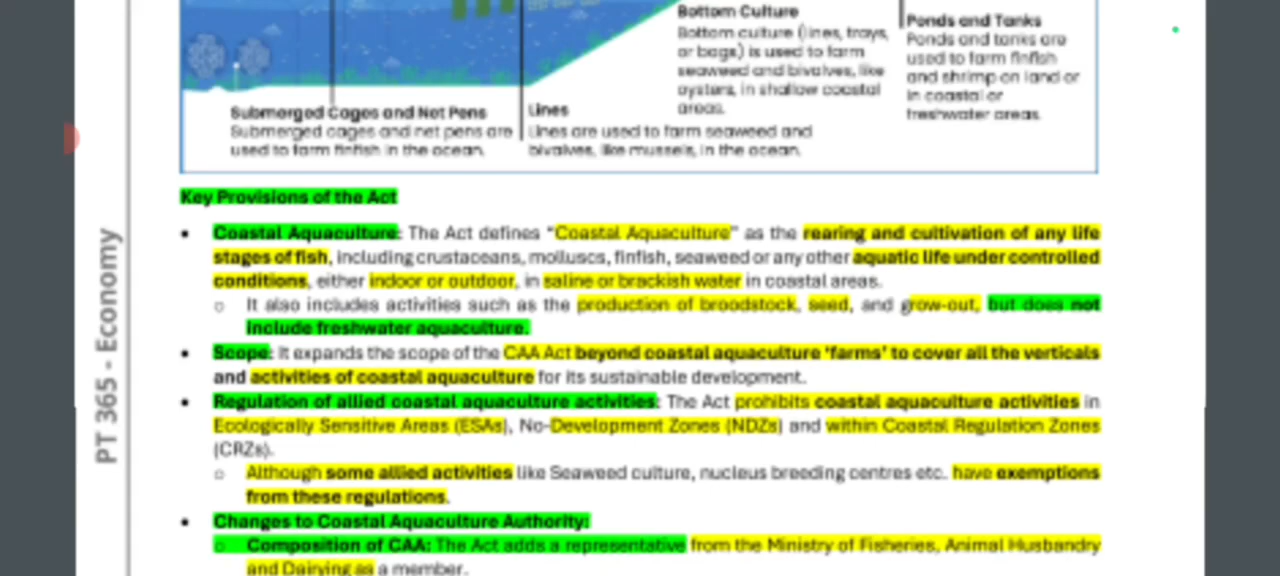 Bottom Culture
Bottom culture (lines, trays,
or bags) is used to farm
seaweed and bivalves, like
oysters, in shallow coastal
areas.
Ponds and Tanks
Ponds and tanks are
used to farm finfish
and shrimp on land or
in coastal or
freshwater areas.
Submerged Cages and Net Pens
Submerged cages and net pens are
used to farm finfish in the ocean.
Lines
Lines are used to farm seaweed and
bivalves, like mussels, in the ocean.
Key Provisions of the Act
• Coastal Aquaculture: The Act defines “Coastal Aquaculture” as the rearing and cultivation of any life
stages of fish, including crustaceans, molluscs, finfish, seaweed or any other aquatic life under controlled
conditions, either indoor or outdoor, in saline or brackish water in coastal areas.
○ It also includes activities such as the production of broodstock, seed, and grow-out, but does not
include freshwater aquaculture.
• Scope: It expands the scope of the CAA Act beyond coastal aquaculture ‘farms’ to cover all the verticals
and activities of coastal aquaculture for its sustainable development.
• Regulation of allied coastal aquaculture activities: The Act prohibits coastal aquaculture activities in
Ecologically Sensitive Areas (ESAs), No-Development Zones (NDZs) and within Coastal Regulation Zones
(CRZs).
○ Although some allied activities like Seaweed culture, nucleus breeding centres etc. have exemptions
from these regulations.
• Changes to Coastal Aquaculture Authority:
○ Composition of CAA: The Act adds a representative from the Ministry of Fisheries, Animal Husbandry
and Dairying as a member.
PT 365 - Economy